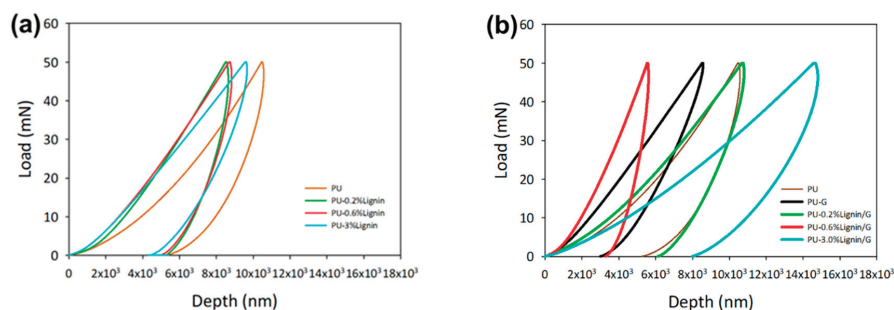 (a)
60
50
40
30
20
10
0
Load (mN)
PU
PU-0.2%Lignin
PU-0.6%Lignin
PU-3%Lignin
0 2x10³ 4x10³ 6x10³ 8x10³ 10x10³ 12x10³ 14x10³ 16x10³ 18x10³
Depth (nm)
(b)
60
50
40
30
20
10
0
Load (mN)
PU
PU-G
PU-0.2%Lignin/G
PU-0.6%Lignin/G
PU-3.0%Lignin/G
0 2x10³ 4x10³ 6x10³ 8x10³ 10x10³ 12x10³ 14x10³ 16x10³ 18x10³
Depth (nm)